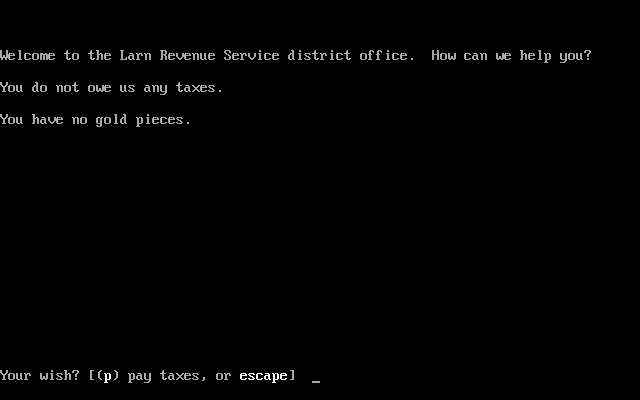 Welcome to the Larn Revenue Service district office.  How can we help you?
You do not owe us any taxes.
You have no gold pieces.
Your wish? [(p) pay taxes, or escape]  _